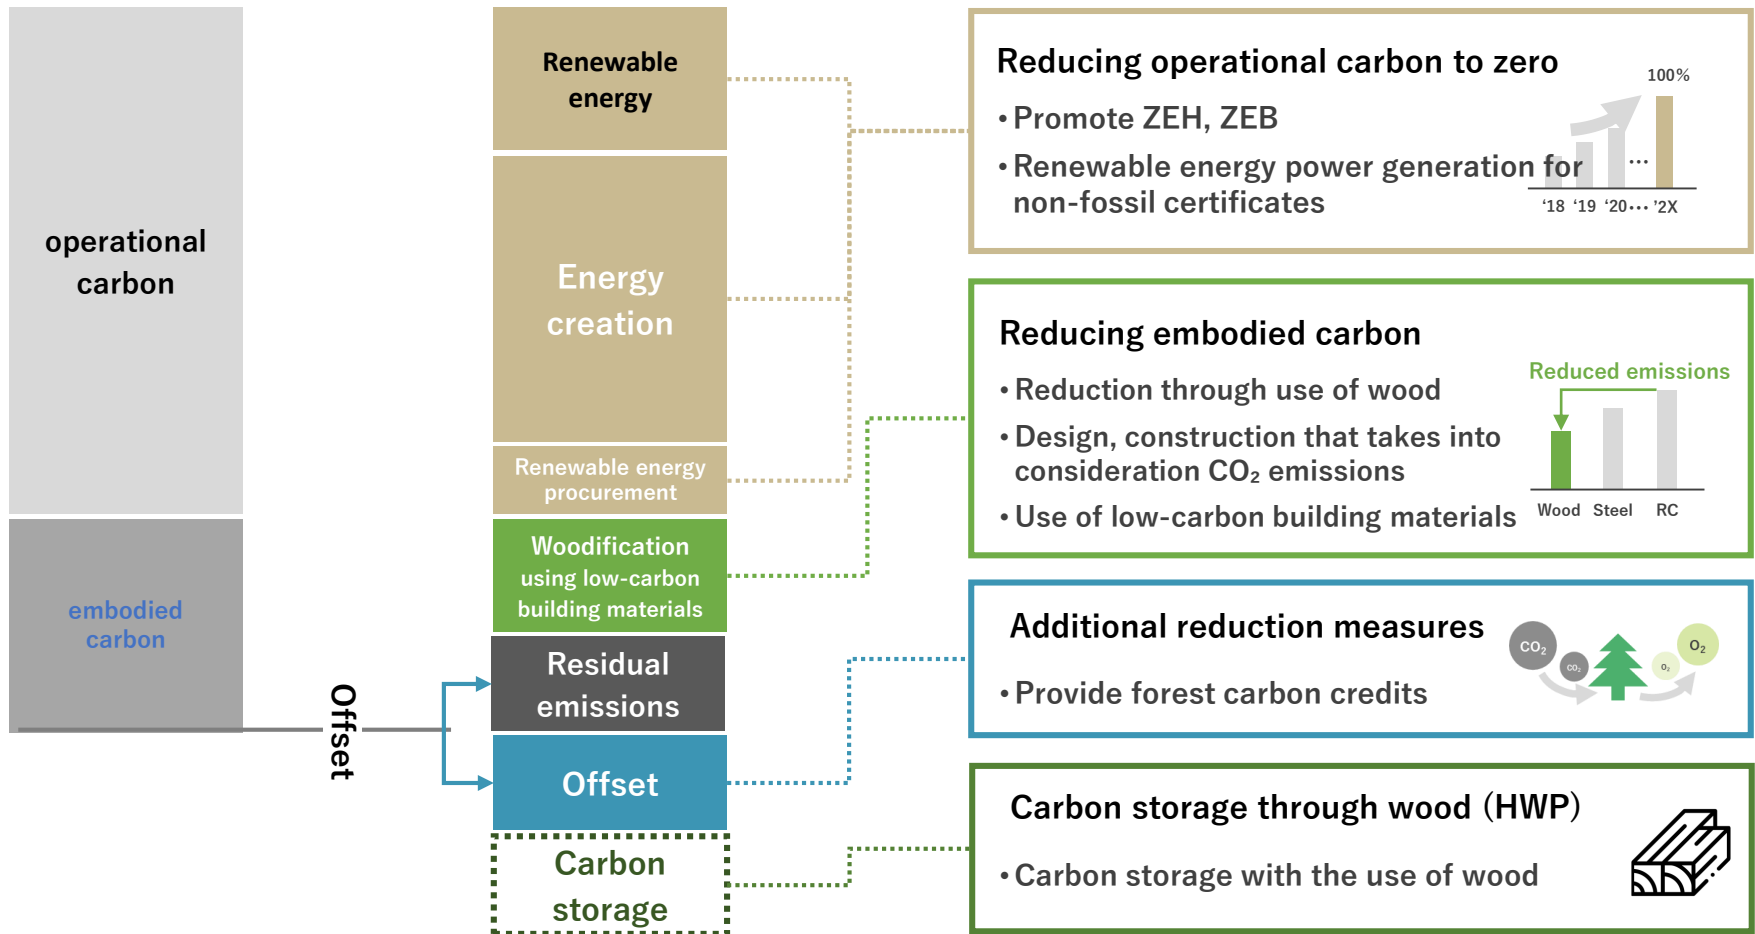 operational
carbon
embodied
carbon
Offset
Renewable
energy
Energy
creation
Renewable energy
procurement
Woodification
using low-carbon
building materials
Residual
emissions
Offset
Carbon
storage
Reducing operational carbon to zero
・Promote ZEH, ZEB
・Renewable energy power generation for
non-fossil certificates
100%
…
‘18 ‘19 ‘20… ’2X
Reducing embodied carbon
・Reduction through use of wood
・Design, construction that takes into
consideration CO₂ emissions
・Use of low-carbon building materials
Reduced emissions
Wood Steel RC
Additional reduction measures
・Provide forest carbon credits
CO₂ CO₂ O₂ O₂
Carbon storage through wood (HWP)
・Carbon storage with the use of wood